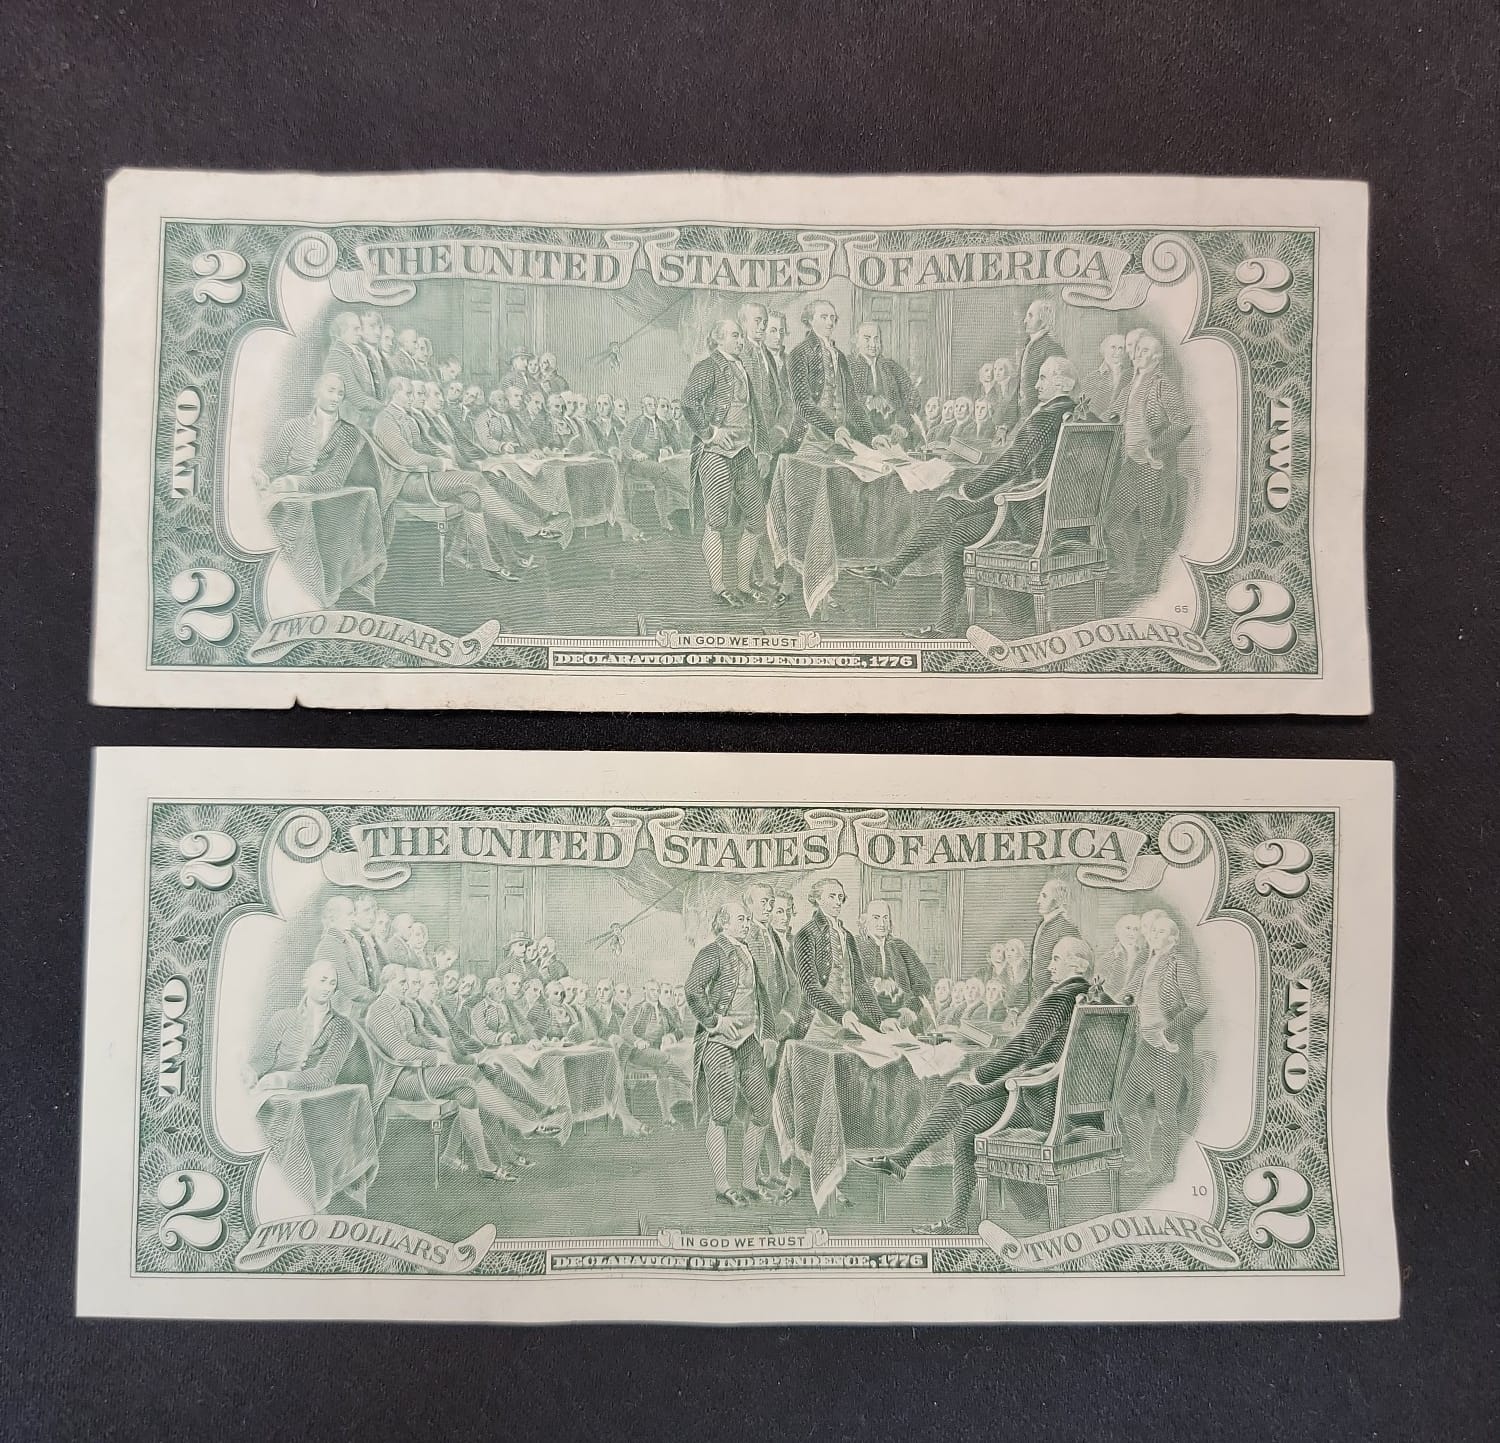 THE UNITED STATES OF AMERICA
2 2
TWO TWO
65
2 2
TWO DOLLARS IN GOD WE TRUST TWO DOLLARS
DECLARATION OF INDEPENDENCE, 1776
THE UNITED STATES OF AMERICA
2 2
TWO TWO
10
2 2
TWO DOLLARS IN GOD WE TRUST TWO DOLLARS
DECLARATION OF INDEPENDENCE, 1776